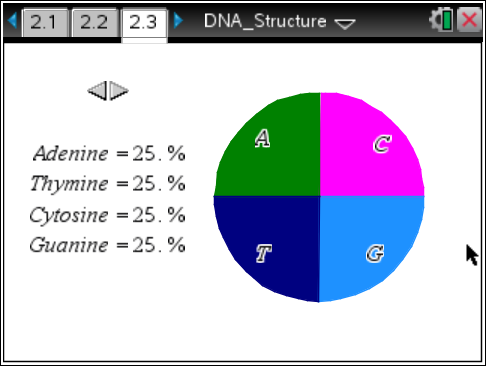 2.1 2.2 2.3 DNA_Structure
Adenine = 25. %
Thymine = 25. %
Cytosine = 25. %
Guanine = 25. %
A C
T G